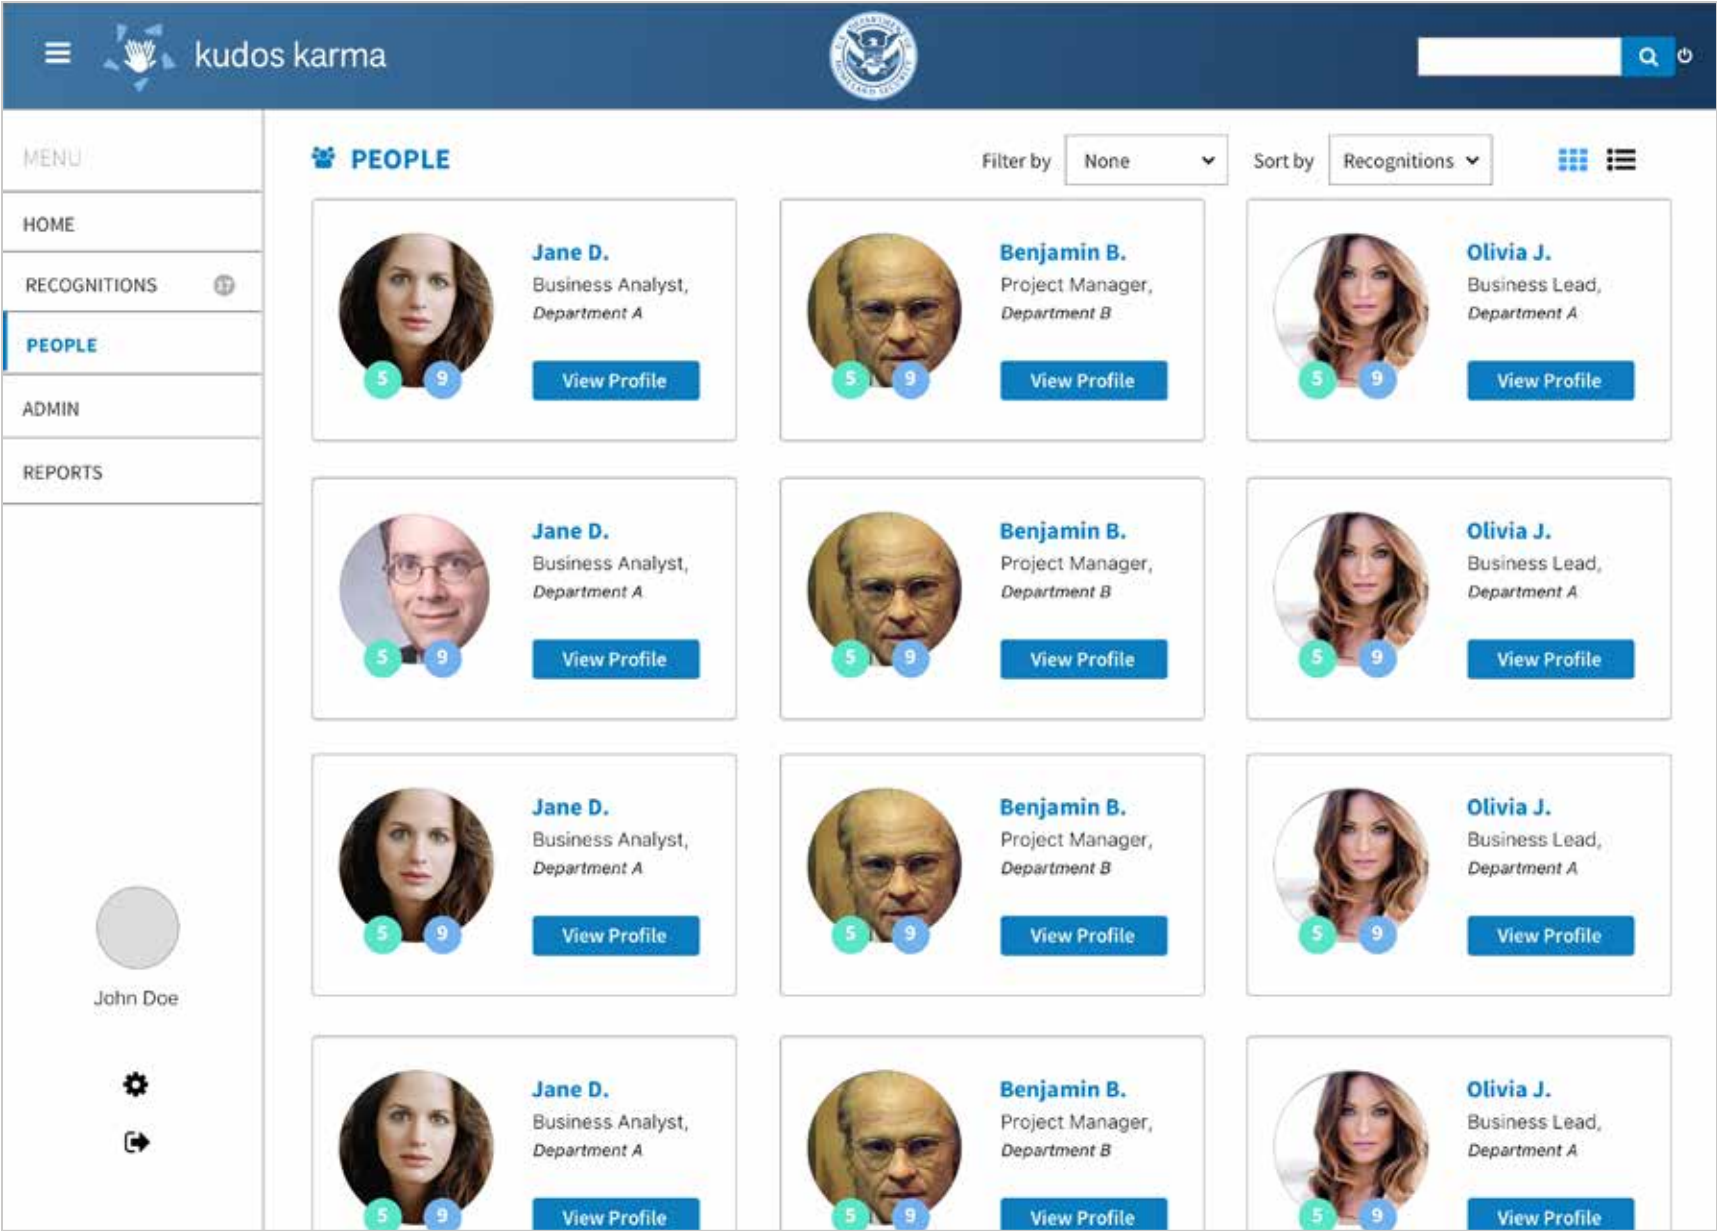 kudos karma
U.S. DEPARTMENT OF
HOMELAND SECURITY
MENU
HOME
RECOGNITIONS
PEOPLE
ADMIN
REPORTS
John Doe
PEOPLE
Filter by None Sort by Recognitions
Jane D. Benjamin B. Olivia J.
Business Analyst, Project Manager, Business Lead,
Department A Department B Department A
5 9 View Profile 5 9 View Profile 5 9 View Profile
Jane D. Benjamin B. Olivia J.
Business Analyst, Project Manager, Business Lead,
Department A Department B Department A
5 9 View Profile 5 9 View Profile 5 9 View Profile
Jane D. Benjamin B. Olivia J.
Business Analyst, Project Manager, Business Lead,
Department A Department B Department A
5 9 View Profile 5 9 View Profile 5 9 View Profile
Jane D. Benjamin B. Olivia J.
Business Analyst, Project Manager, Business Lead,
Department A Department B Department A
5 9 View Profile 5 9 View Profile 5 9 View Profile